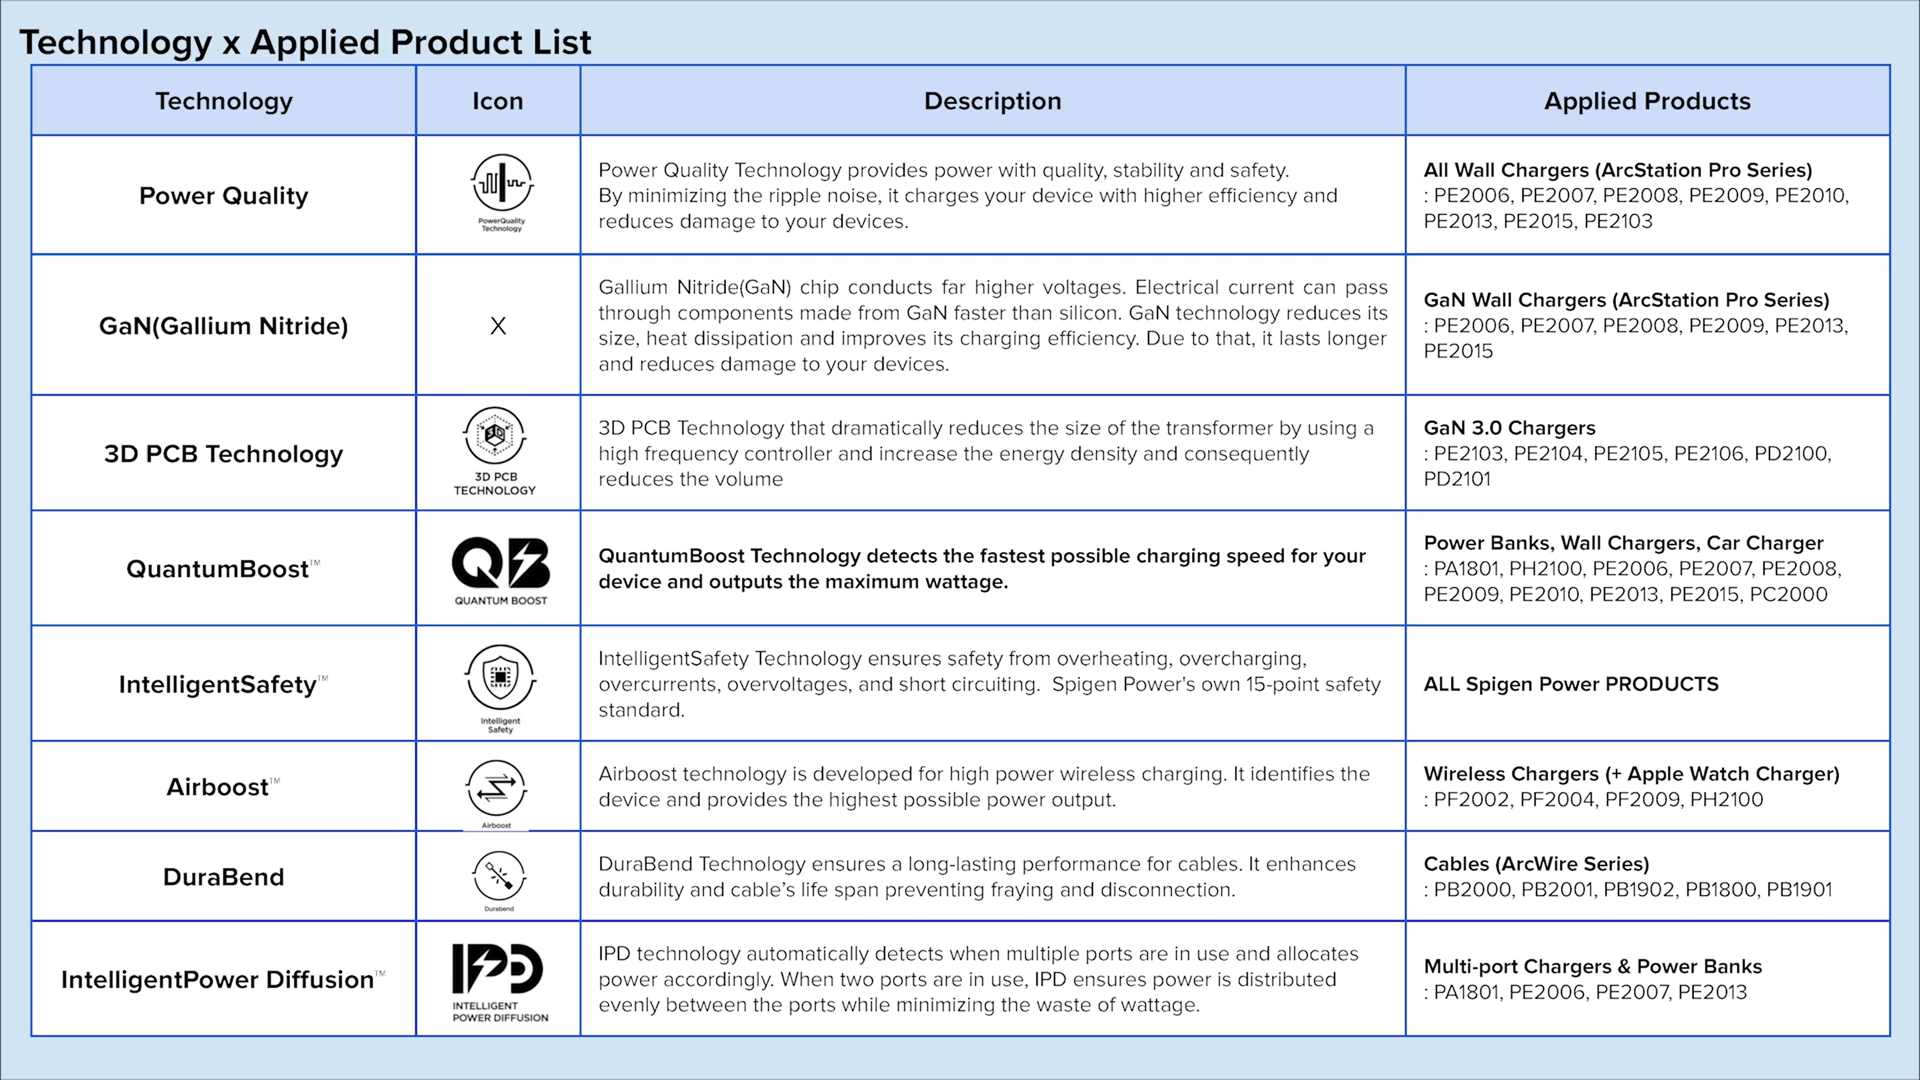 Technology x Applied Product List
Technology
Icon
Description
Applied Products
Power Quality
PowerQuality
Technology
Power Quality Technology provides power with quality, stability and safety.
By minimizing the ripple noise, it charges your device with higher efficiency and
reduces damage to your devices.
All Wall Chargers (ArcStation Pro Series)
: PE2006, PE2007, PE2008, PE2009, PE2010,
PE2013, PE2015, PE2103
GaN(Gallium Nitride)
X
Gallium Nitride(GaN) chip conducts far higher voltages. Electrical current can pass
through components made from GaN faster than silicon. GaN technology reduces its
size, heat dissipation and improves its charging efficiency. Due to that, it lasts longer
and reduces damage to your devices.
GaN Wall Chargers (ArcStation Pro Series)
: PE2006, PE2007, PE2008, PE2009, PE2013,
PE2015
3D PCB Technology
3D
3D PCB
TECHNOLOGY
3D PCB Technology that dramatically reduces the size of the transformer by using a
high frequency controller and increase the energy density and consequently
reduces the volume
GaN 3.0 Chargers
: PE2103, PE2104, PE2105, PE2106, PD2100,
PD2101
QuantumBoost™
QB
QUANTUM BOOST
QuantumBoost Technology detects the fastest possible charging speed for your
device and outputs the maximum wattage.
Power Banks, Wall Chargers, Car Charger
: PA1801, PH2100, PE2006, PE2007, PE2008,
PE2009, PE2010, PE2013, PE2015, PC2000
IntelligentSafety™
Intelligent
Safety
IntelligentSafety Technology ensures safety from overheating, overcharging,
overcurrents, overvoltages, and short circuiting. Spigen Power's own 15-point safety
standard.
ALL Spigen Power PRODUCTS
Airboost™
Airboost
Airboost technology is developed for high power wireless charging. It identifies the
device and provides the highest possible power output.
Wireless Chargers (+ Apple Watch Charger)
: PF2002, PF2004, PF2009, PH2100
DuraBend
Durabend
DuraBend Technology ensures a long-lasting performance for cables. It enhances
durability and cable's life span preventing fraying and disconnection.
Cables (ArcWire Series)
: PB2000, PB2001, PB1902, PB1800, PB1901
IntelligentPower Diffusion™
IPD
INTELLIGENT
POWER DIFFUSION
IPD technology automatically detects when multiple ports are in use and allocates
power accordingly. When two ports are in use, IPD ensures power is distributed
evenly between the ports while minimizing the waste of wattage.
Multi-port Chargers & Power Banks
: PA1801, PE2006, PE2007, PE2013